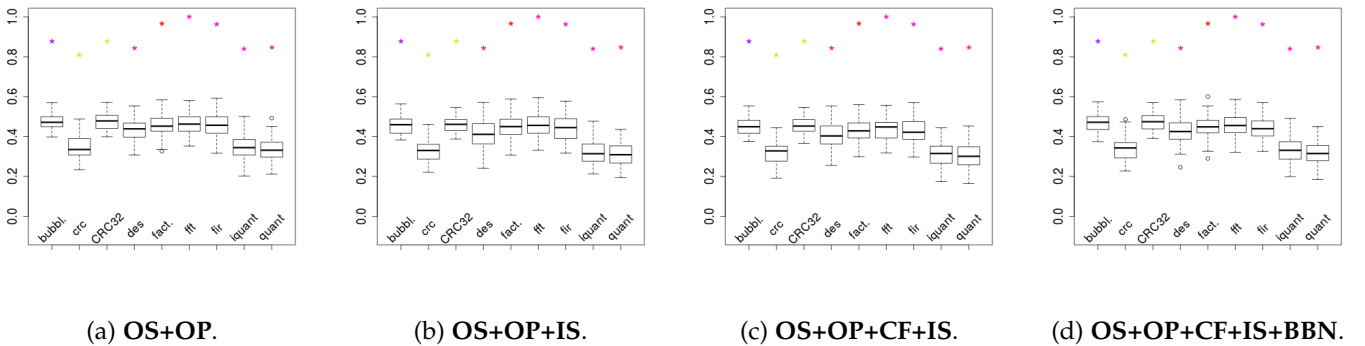 1.0
0.8
0.6
0.4
0.2
0.0
bubbl.
crc
CRC32
des
fact.
fft
fir
iquant
quant
1.0
0.8
0.6
0.4
0.2
0.0
bubbl.
crc
CRC32
des
fact.
fft
fir
iquant
quant
1.0
0.8
0.6
0.4
0.2
0.0
bubbl.
crc
CRC32
des
fact.
fft
fir
iquant
quant
1.0
0.8
0.6
0.4
0.2
0.0
bubbl.
crc
CRC32
des
fact.
fft
fir
iquant
quant
(a) OS+OP.
(b) OS+OP+IS.
(c) OS+OP+CF+IS.
(d) OS+OP+CF+IS+BBN.